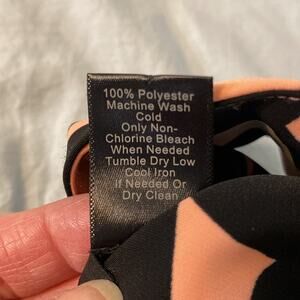 100% Polyester
Machine Wash
Cold
Only Non-
Chlorine Bleach
When Needed
Tumble Dry Low
Cool Iron
if Needed Or
Dry Clean